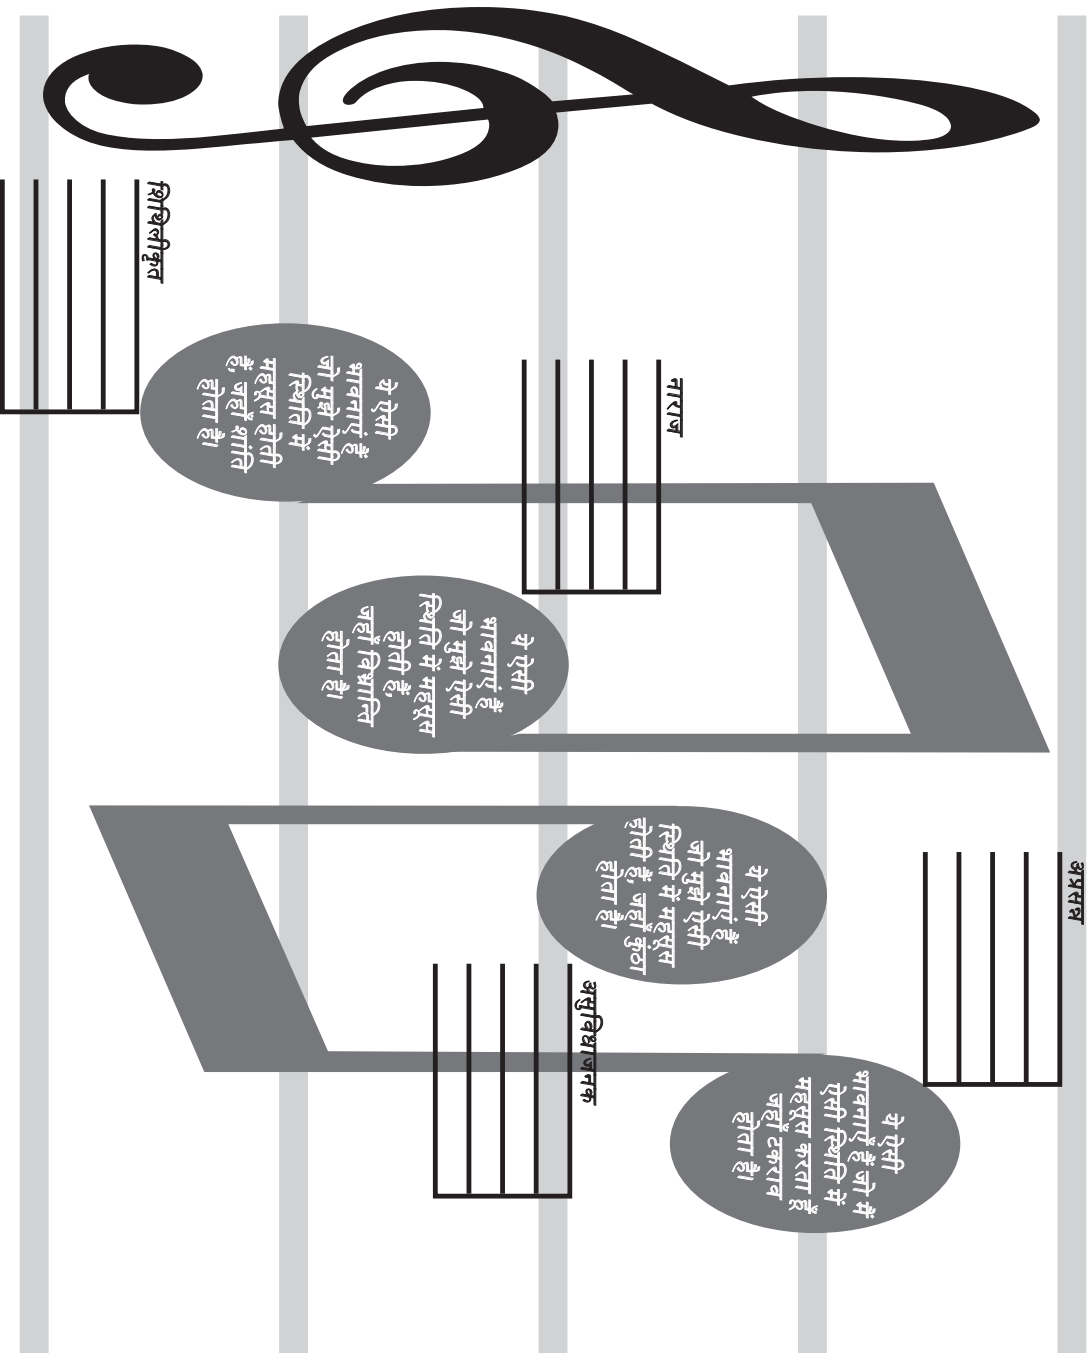 शिथिलीकृत
ये ऐसी
भावनाएं हैं
जो मुझे ऐसी
स्थिति में
महसूस होती
हैं, जहाँ शांति
होता है।
नाराज
ये ऐसी
भावनाएं हैं
जो मुझे ऐसी
स्थिति में महसूस
होती है,
जहाँ विश्रान्ति
होता है।
अप्रसन्न
ये ऐसी
भावनाएं हैं
जो मुझे ऐसी
स्थिति में महसूस
होती हैं, जहाँ कुंठा
होता है।
असुविधाजनक
ये ऐसी
भावनाएँ हैं जो मैं
ऐसी स्थिति में
महसूस करता हूँ
जहाँ टकराव
होता है।